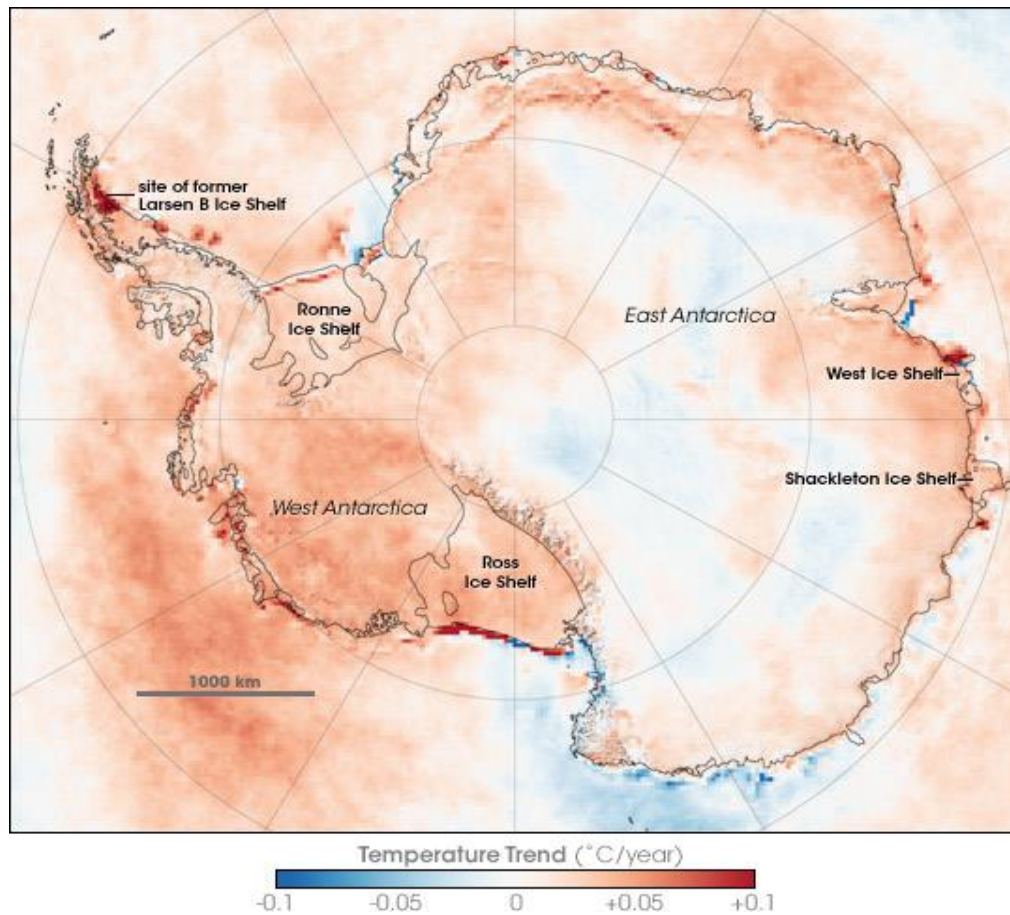 site of former
Larsen B Ice Shelf
Ronne
Ice Shelf
East Antarctica
West Ice Shelf
Shackleton Ice Shelf
West Antarctica
Ross
Ice Shelf
1000 km
Temperature Trend (˚C/year)
-0.1 -0.05 0 +0.05 +0.1